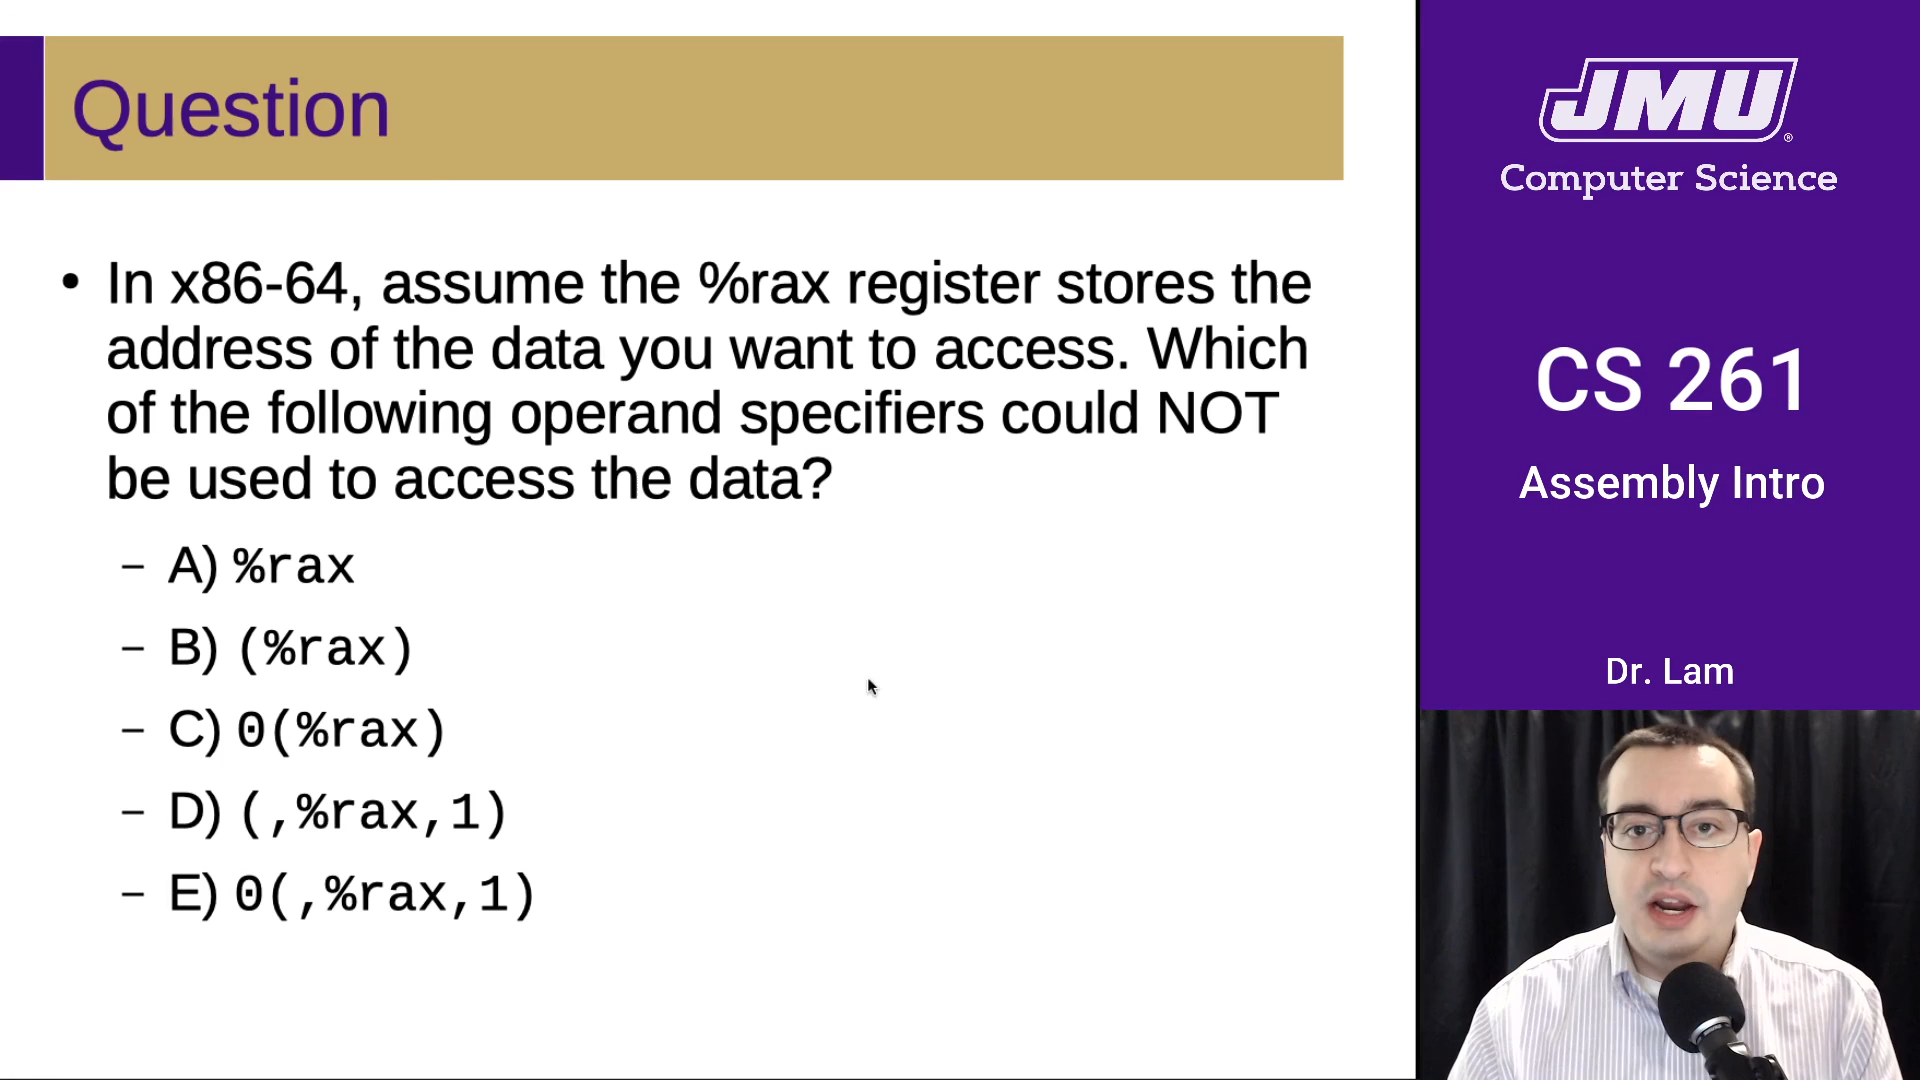 Question
• In x86-64, assume the %rax register stores the
address of the data you want to access. Which
of the following operand specifiers could NOT
be used to access the data?
– A) %rax
– B) (%rax)
– C) 0(%rax)
– D) (,%rax,1)
– E) 0(,%rax,1)
JMU®
Computer Science
CS 261
Assembly Intro
Dr. Lam